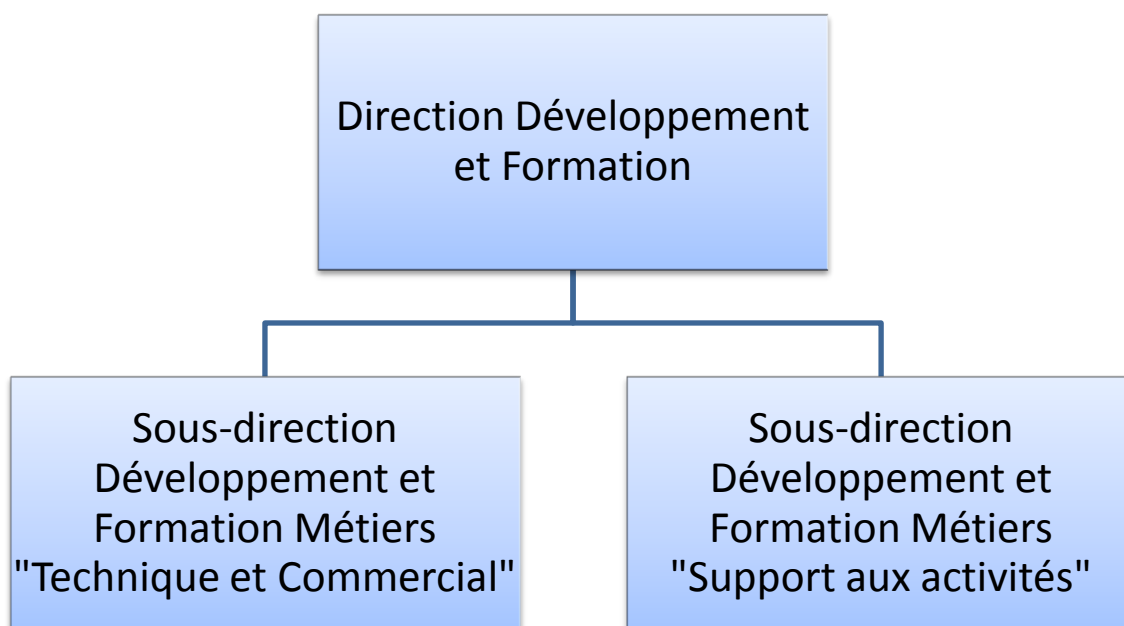 Direction Développement
et Formation
Sous-direction
Développement et
Formation Métiers
"Technique et Commercial"
Sous-direction
Développement et
Formation Métiers
"Support aux activités"